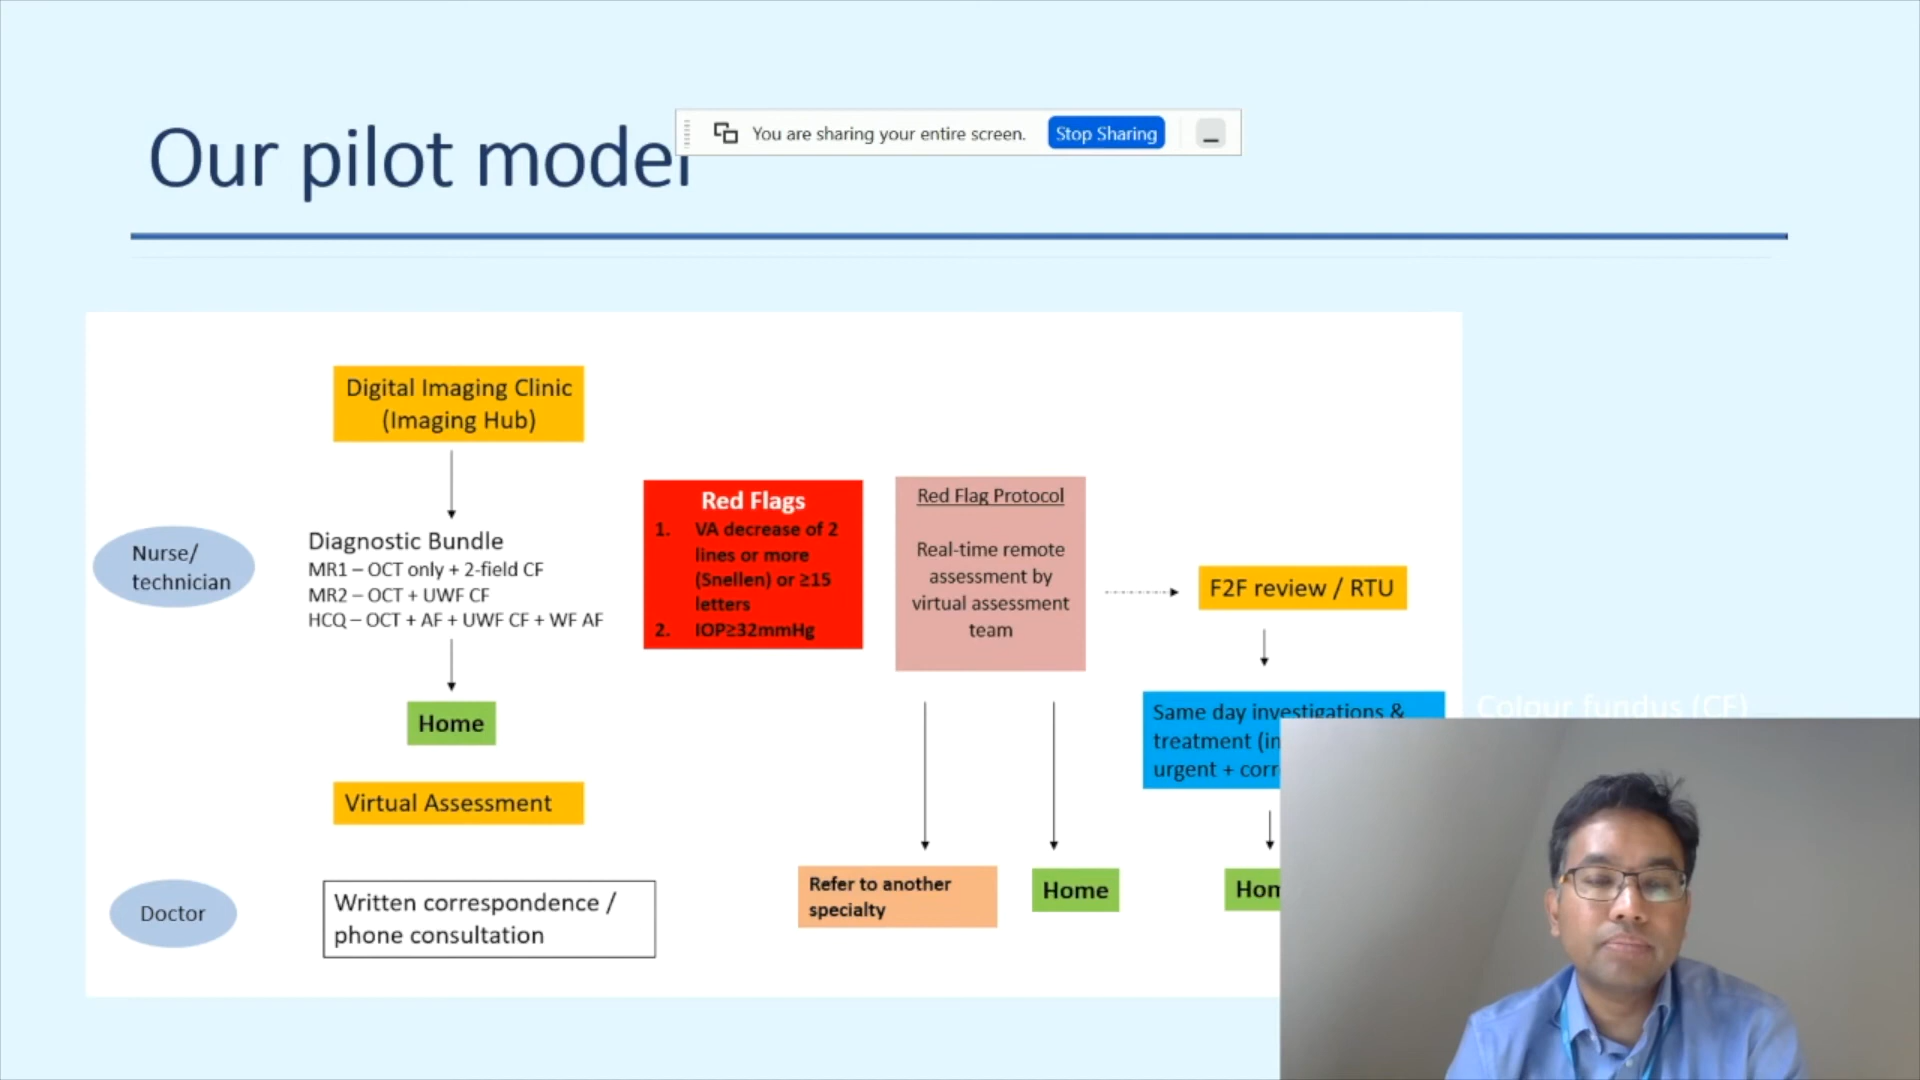 Our pilot model
You are sharing your entire screen.
Stop Sharing
Digital Imaging Clinic
(Imaging Hub)
Nurse/
technician
Diagnostic Bundle
MR1 – OCT only + 2-field CF
MR2 – OCT + UWF CF
HCQ – OCT + AF + UWF CF + WF AF
Home
Virtual Assessment
Doctor
Written correspondence /
phone consultation
Red Flags
1. VA decrease of 2
lines or more
(Snellen) or ≥15
letters
2. IOP≥32mmHg
Red Flag Protocol
Real-time remote
assessment by
virtual assessment
team
Refer to another
specialty
Home
F2F review / RTU
Same day investigations &
treatment
urgent +
Colour fundus (CF)